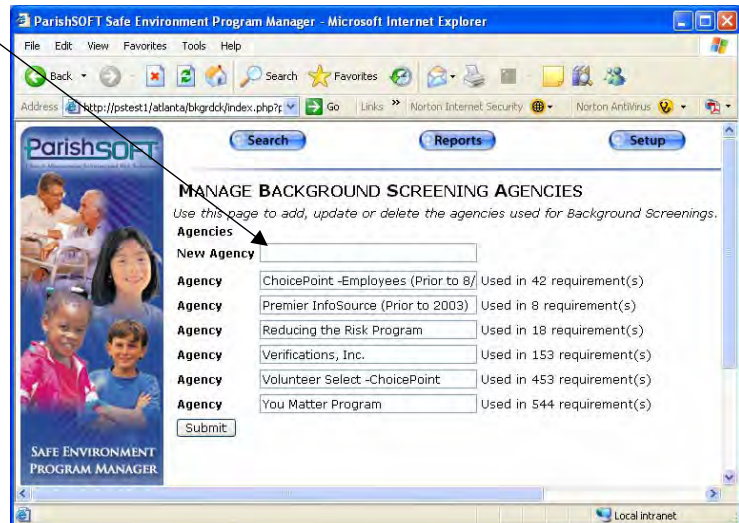 ParishSOFT Safe Environment Program Manager - Microsoft Internet Explorer
File Edit View Favorites Tools Help
Back Search Favorites
Address http://pstest1/atlanta/bkgrdck/index.php?p Go Links » Norton Internet Security Norton AntiVirus
ParishSOFT
Search Reports Setup
MANAGE BACKGROUND SCREENING AGENCIES
Use this page to add, update or delete the agencies used for Background Screenings.
Agencies
New Agency
Agency ChoicePoint -Employees (Prior to 8/ Used in 42 requirement(s)
Agency Premier InfoSource (Prior to 2003) Used in 8 requirement(s)
Agency Reducing the Risk Program Used in 18 requirement(s)
Agency Verifications, Inc. Used in 153 requirement(s)
Agency Volunteer Select -ChoicePoint Used in 453 requirement(s)
Agency You Matter Program Used in 544 requirement(s)
Submit
SAFE ENVIRONMENT
PROGRAM MANAGER
Local intranet